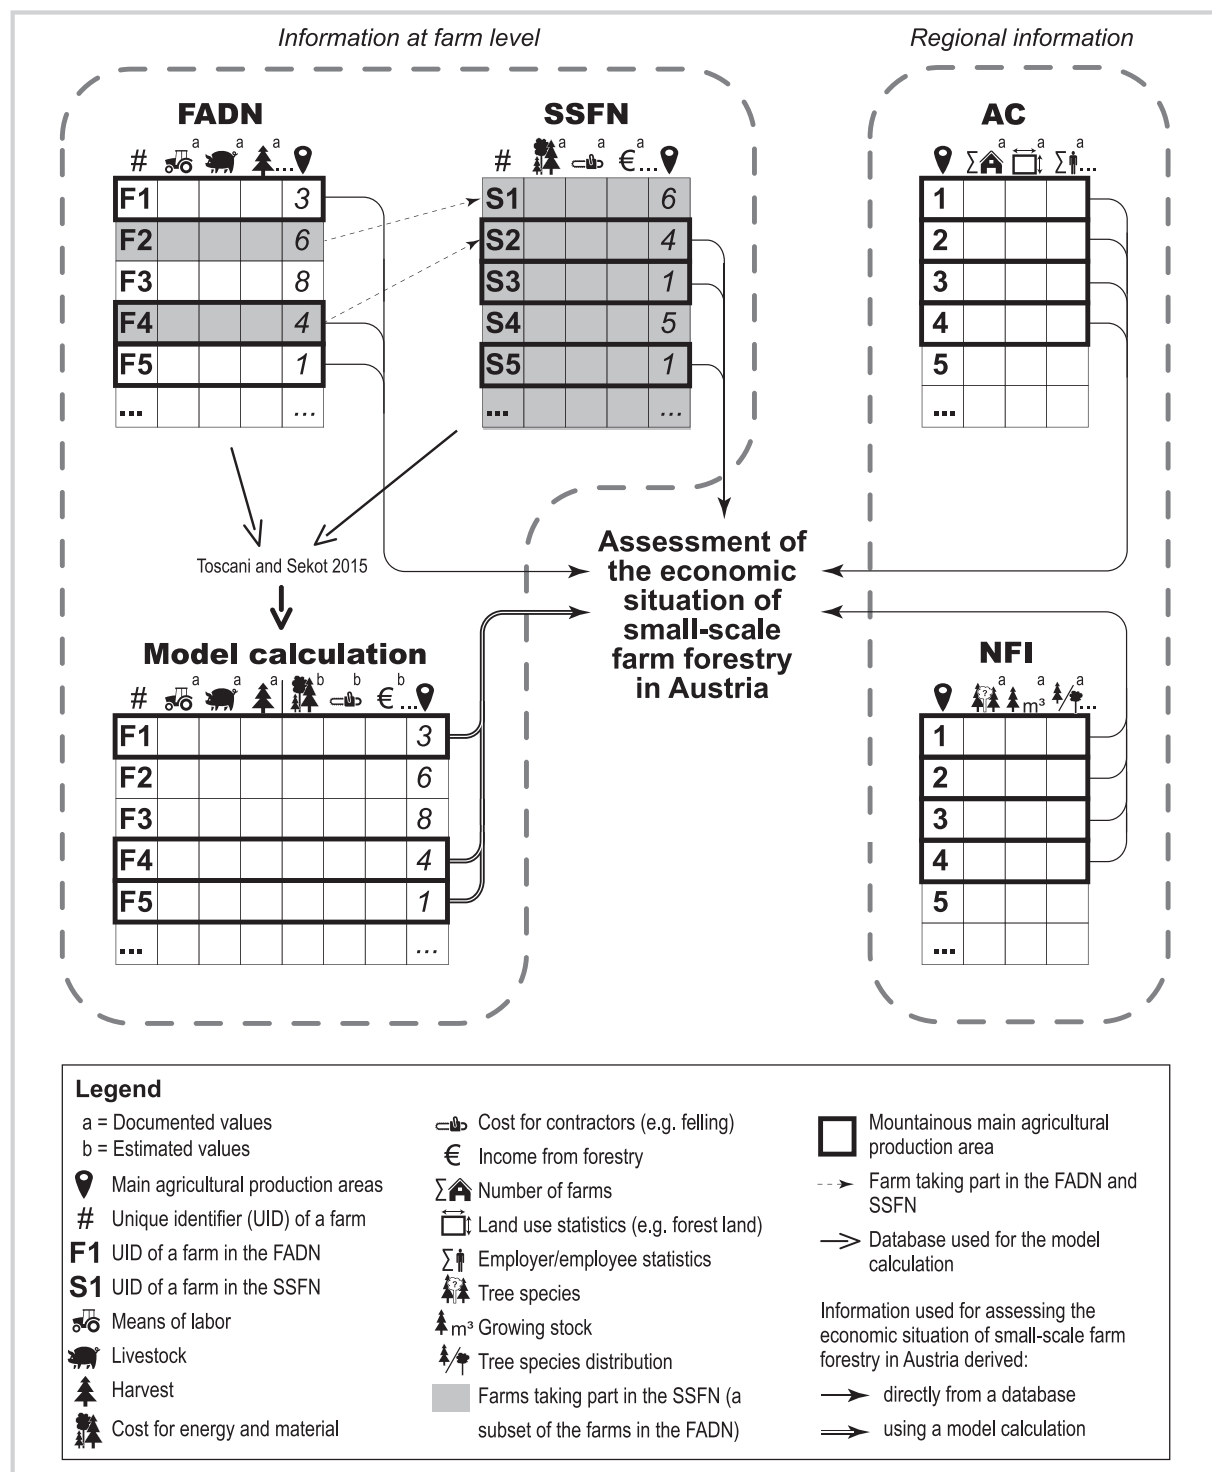 Information at farm level
Regional information
FADN
SSFN
AC
# a a a ...
# a a € a ...
Σ a a Σ a ...
F1 3
F2 6
F3 8
F4 4
F5 1
... ...
S1 6
S2 4
S3 1
S4 5
S5 1
... ...
1
2
3
4
5
...
Toscani and Sekot 2015
Assessment of
the economic
situation of
small-scale
farm forestry
in Austria
Model calculation
# a a a b b € b ...
F1 3
F2 6
F3 8
F4 4
F5 1
... ...
NFI
? a m³ a / a ...
1
2
3
4
5
...
Legend
a = Documented values
b = Estimated values
Main agricultural production areas
# Unique identifier (UID) of a farm
F1 UID of a farm in the FADN
S1 UID of a farm in the SSFN
Means of labor
Livestock
Harvest
Cost for energy and material
Cost for contractors (e.g. felling)
€ Income from forestry
Σ Number of farms
Land use statistics (e.g. forest land)
Σ Employer/employee statistics
? Tree species
m³ Growing stock
/ Tree species distribution
Farms taking part in the SSFN (a
subset of the farms in the FADN)
Mountainous main agricultural
production area
Farm taking part in the FADN and
SSFN
Database used for the model
calculation
Information used for assessing the
economic situation of small-scale farm
forestry in Austria derived:
directly from a database
using a model calculation